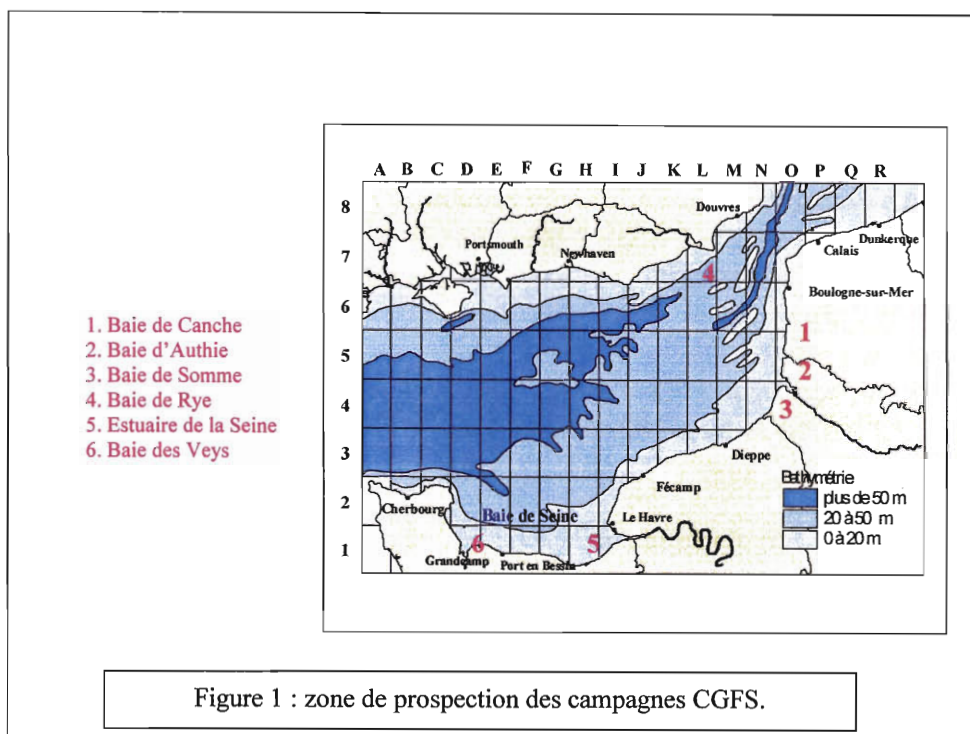 A B C D E F G H I J K L M N O P Q R
8
7
6
5
4
3
2
1
Douvres
Portsmouth
Newhaven
Dunkerque
Calais
4
Boulogne-sur-Mer
1. Baie de Canche
2. Baie d'Authie
3. Baie de Somme
4. Baie de Rye
5. Estuaire de la Seine
6. Baie des Veys
1
2
3
Dieppe
Fécamp
Cherbourg
Baie de Seine
Le Havre
6
5
Grandcamp
Port en Bessin
Bathymétrie
plus de 50 m
20 à 50 m
0 à 20 m
Figure 1 : zone de prospection des campagnes CGFS.